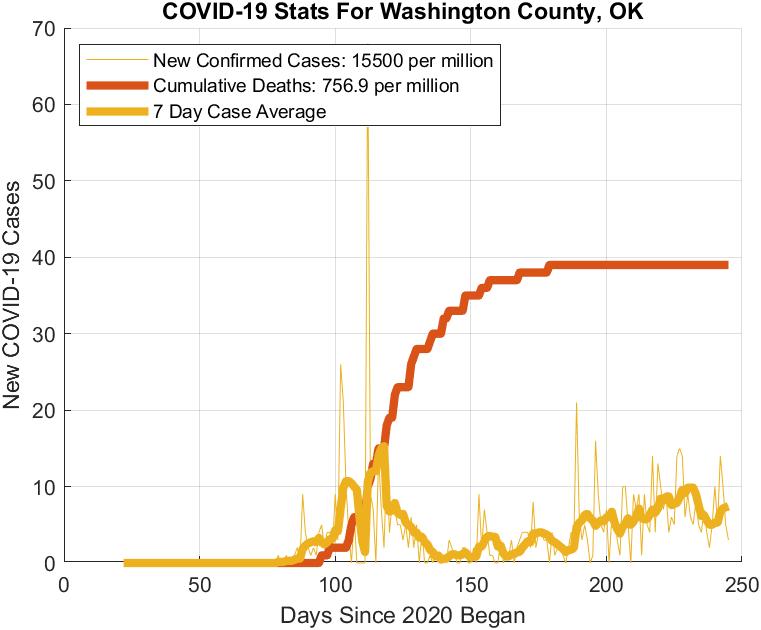 COVID-19 Stats For Washington County, OK
70
60
50
40
30
20
10
0
New COVID-19 Cases
New Confirmed Cases: 15500 per million
Cumulative Deaths: 756.9 per million
7 Day Case Average
0 50 100 150 200 250
Days Since 2020 Began